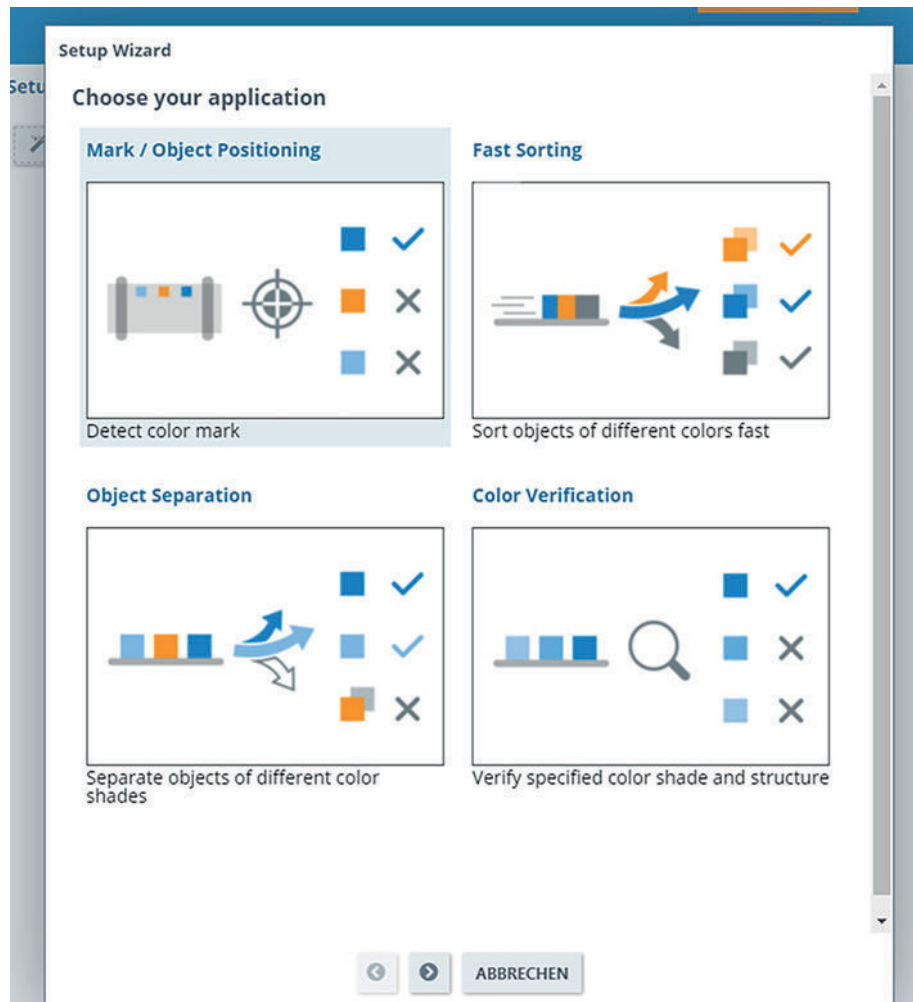 Setup Wizard
Setu
Choose your application
Mark / Object Positioning
Detect color mark
Fast Sorting
Sort objects of different colors fast
Object Separation
Separate objects of different color
shades
Color Verification
Verify specified color shade and structure
ABBRECHEN